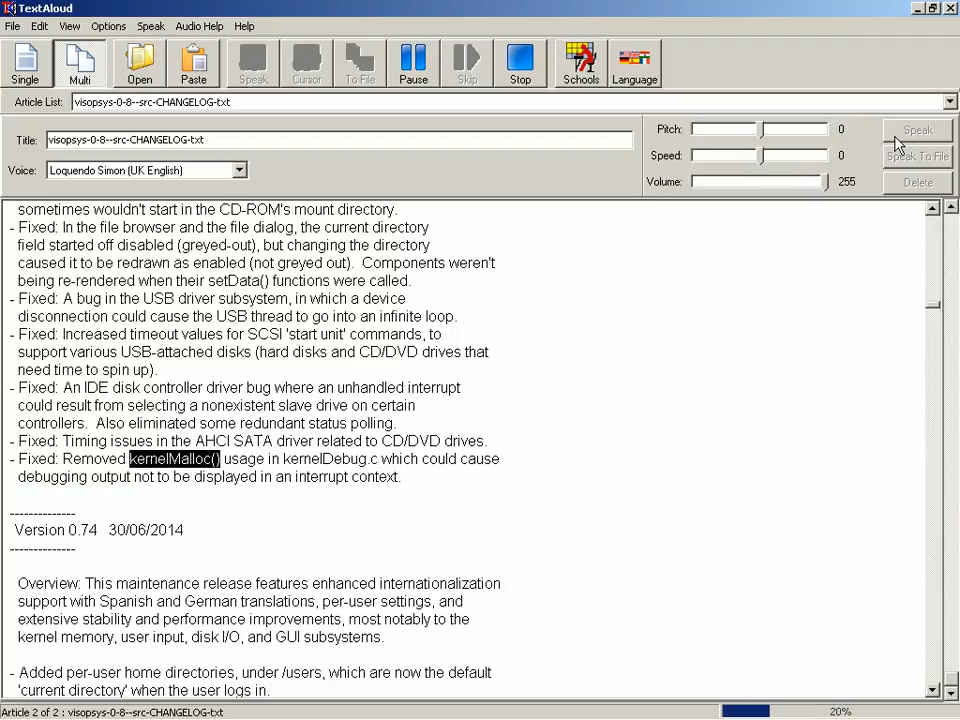 TextAloud
File Edit View Options Speak Audio Help Help
Single Multi Open Paste Speak Cursor To File Pause Skip Stop Schools Language
Article List: visopsys-0-8--src-CHANGELOG-txt
Title: visopsys-0-8--src-CHANGELOG-txt
Voice: Loquendo Simon (UK English)
Pitch: 0 Speak
Speed: 0 Speak To File
Volume: 255 Delete
sometimes wouldn't start in the CD-ROM's mount directory.
- Fixed: In the file browser and the file dialog, the current directory
field started off disabled (greyed-out), but changing the directory
caused it to be redrawn as enabled (not greyed out).  Components weren't
being re-rendered when their setData() functions were called.
- Fixed: A bug in the USB driver subsystem, in which a device
disconnection could cause the USB thread to go into an infinite loop.
- Fixed: Increased timeout values for SCSI 'start unit' commands, to
support various USB-attached disks (hard disks and CD/DVD drives that
need time to spin up).
- Fixed: An IDE disk controller driver bug where an unhandled interrupt
could result from selecting a nonexistent slave drive on certain
controllers.  Also eliminated some redundant status polling.
- Fixed: Timing issues in the AHCI SATA driver related to CD/DVD drives.
- Fixed: Removed kernelMalloc() usage in kernelDebug.c which could cause
debugging output not to be displayed in an interrupt context.
--------------
Version 0.74   30/06/2014
--------------
Overview: This maintenance release features enhanced internationalization
support with Spanish and German translations, per-user settings, and
extensive stability and performance improvements, most notably to the
kernel memory, user input, disk I/O, and GUI subsystems.
- Added per-user home directories, under /users, which are now the default
'current directory' when the user logs in.
Article 2 of 2 : visopsys-0-8--src-CHANGELOG-txt 20%